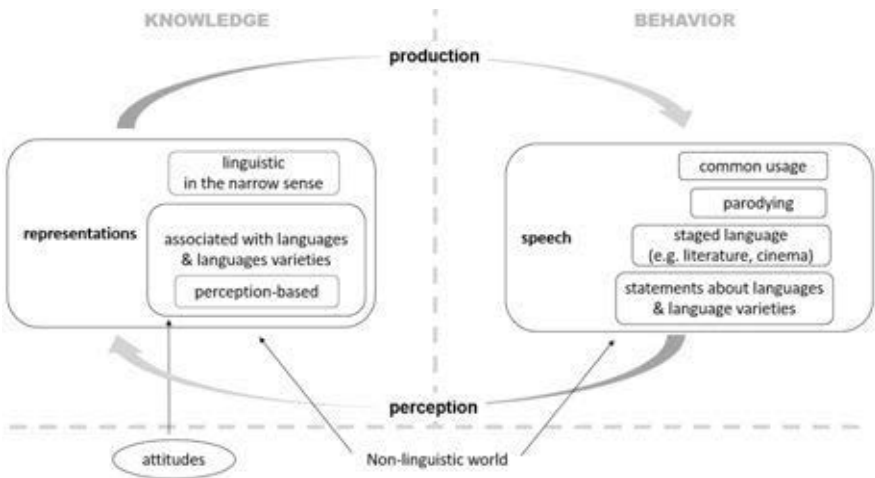 KNOWLEDGE
BEHAVIOR
production
representations
linguistic
in the narrow sense
associated with languages
& languages varieties
perception-based
speech
common usage
parodying
staged language
(e.g. literature, cinema)
statements about languages
& language varieties
perception
attitudes
Non-linguistic world